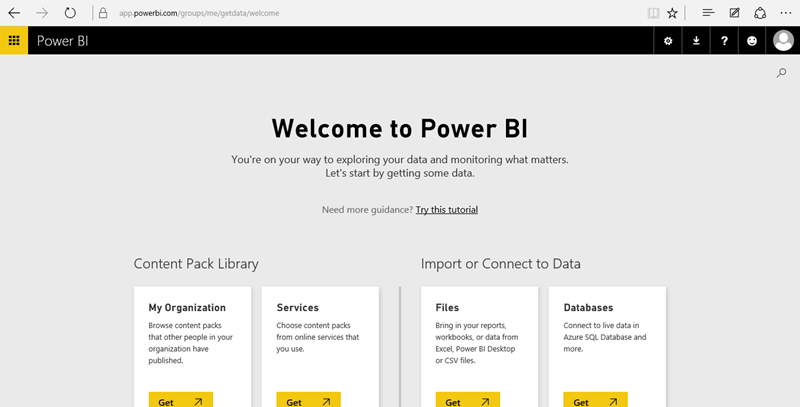 app.powerbi.com/groups/me/getdata/welcome
Power BI
?
Welcome to Power BI
You're on your way to exploring your data and monitoring what matters.
Let's start by getting some data.
Need more guidance? Try this tutorial
Content Pack Library
Import or Connect to Data
My Organization
Browse content packs
that other people in your
organization have
published.
Get
Services
Choose content packs
from online services that
you use.
Get
Files
Bring in your reports,
workbooks, or data from
Excel, Power BI Desktop
or CSV files.
Get
Databases
Connect to live data in
Azure SQL Database and
more.
Get